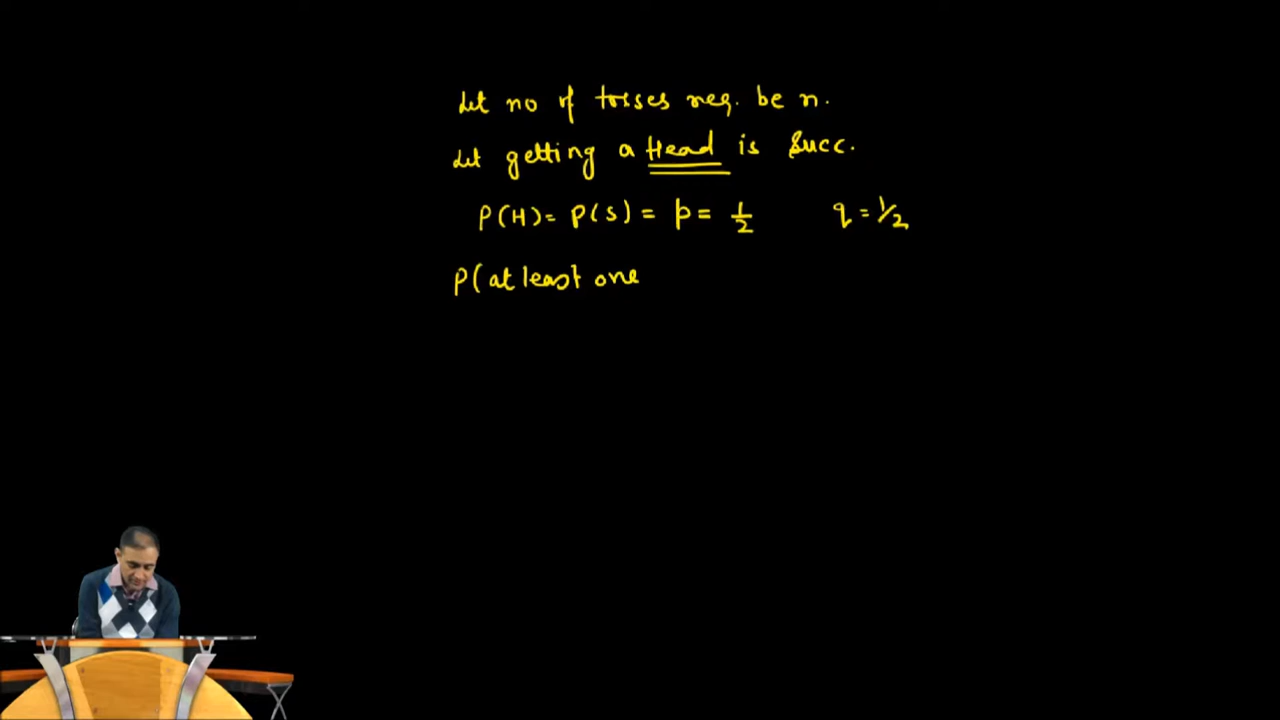 Let no of tosses req. be n.
Let getting a Head is Succ.
P(H)= P(S) = p = 1/2 q = 1/2
P(at least one